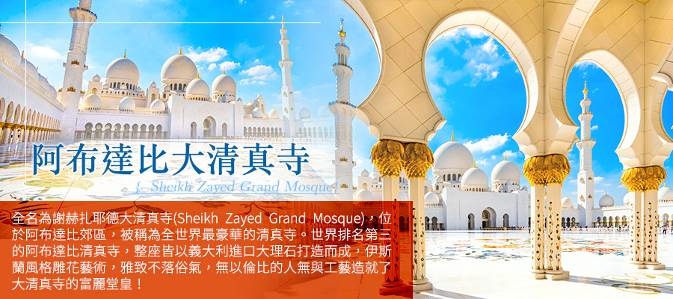 阿布達比大清真寺
Sheikh Zayed Grand Mosque
全名為謝赫扎耶德大清真寺(Sheikh Zayed Grand Mosque)，位
於阿布達比郊區，被稱為全世界最豪華的清真寺。世界排名第三
的阿布達比清真寺，整座皆以義大利進口大理石打造而成，伊斯
蘭風格雕花藝術，雅致不落俗氣，無以倫比的人無與工藝造就了
大清真寺的富麗堂皇！